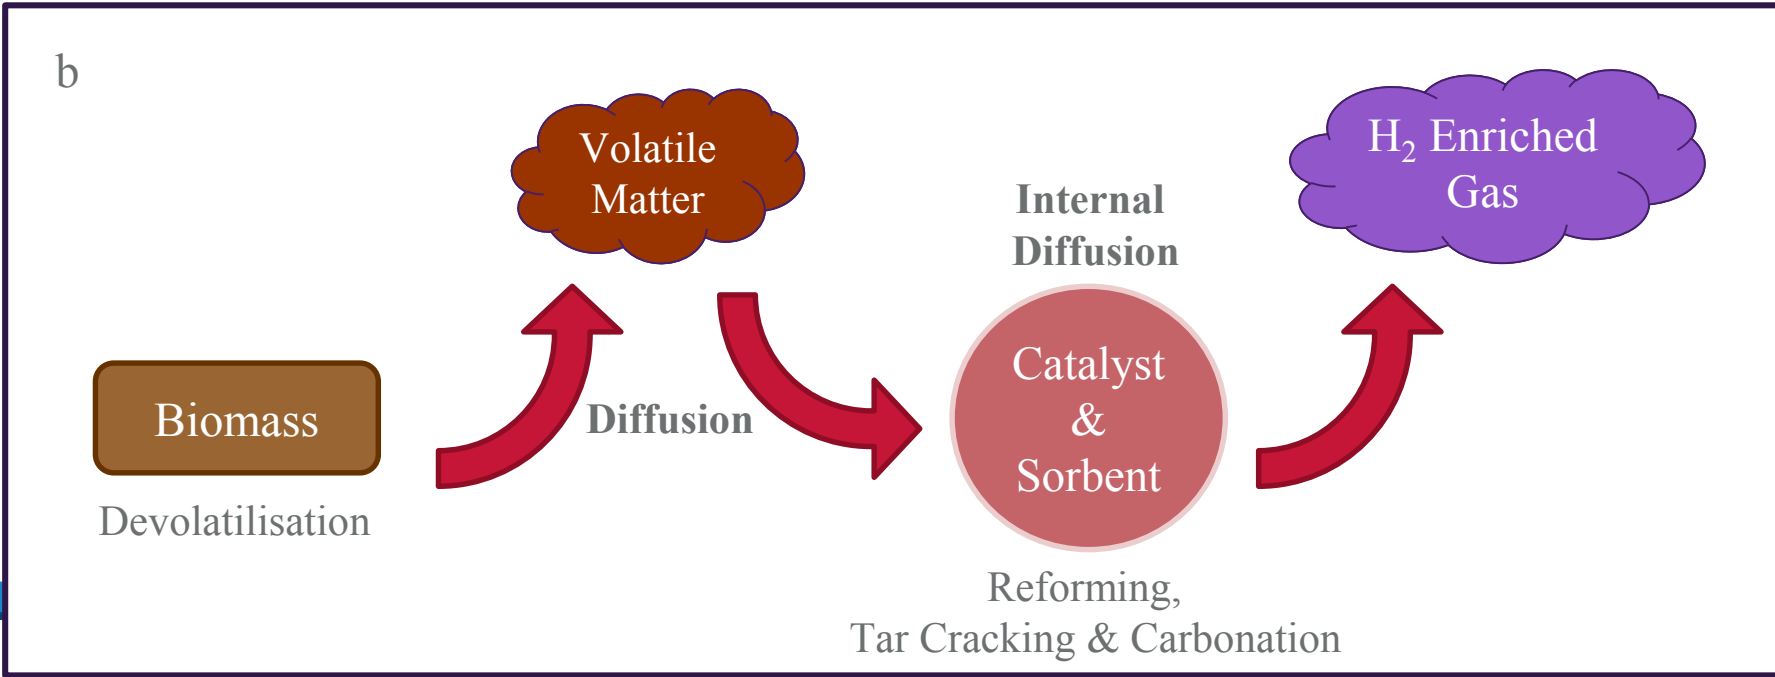 b
Volatile
Matter
H₂ Enriched
Gas
Internal
Diffusion
Biomass
Diffusion
Catalyst
&
Sorbent
Devolatilisation
Reforming,
Tar Cracking & Carbonation